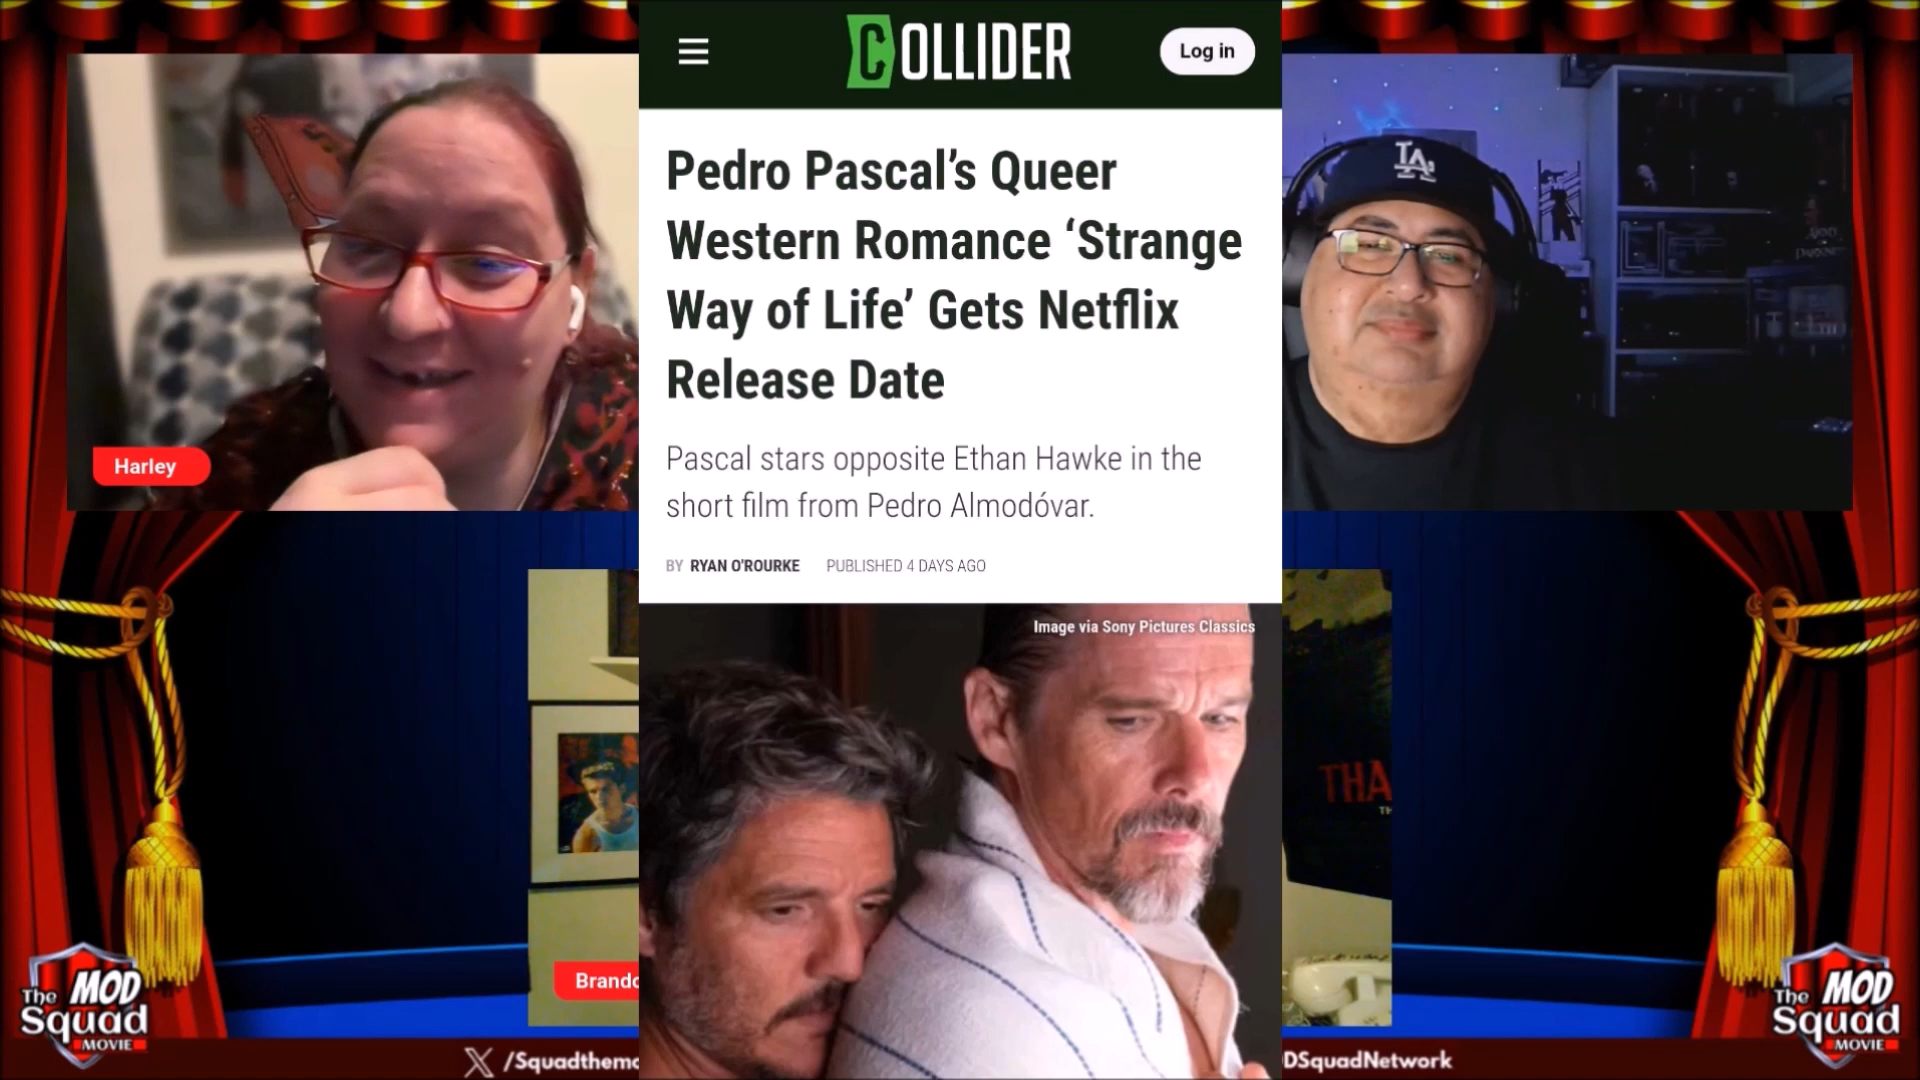 COLLIDER
Log in
Pedro Pascal's Queer
Western Romance 'Strange
Way of Life' Gets Netflix
Release Date
Pascal stars opposite Ethan Hawke in the
short film from Pedro Almodóvar.
BY RYAN O'ROURKE PUBLISHED 4 DAYS AGO
Image via Sony Pictures Classics
LA
Harley
THA
Brando
The MOD
Squad
MOVIE
The MOD
Squad
MOVIE
X /Squadthemo
DSquadNetwork